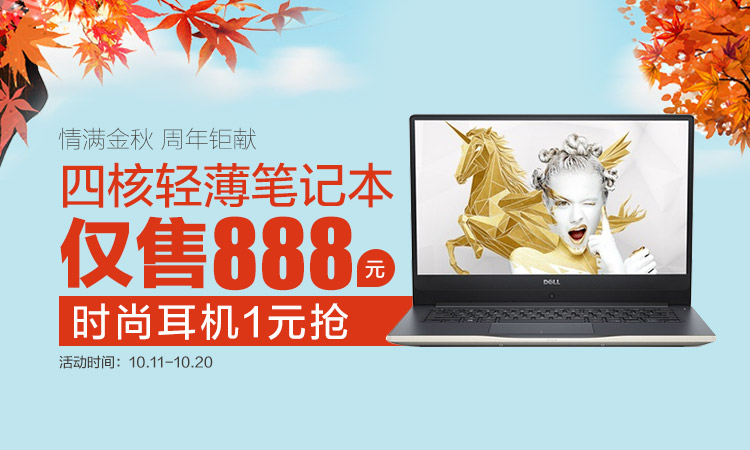 情满金秋 周年钜献
四核轻薄笔记本
仅售888元
时尚耳机1元抢
活动时间：10.11-10.20
DELL